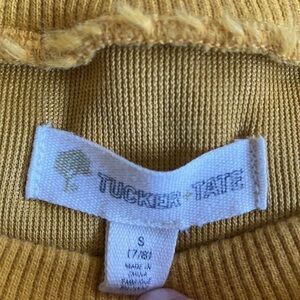 TUCKER + TATE
S
(7/8)
MADE IN
CHINA